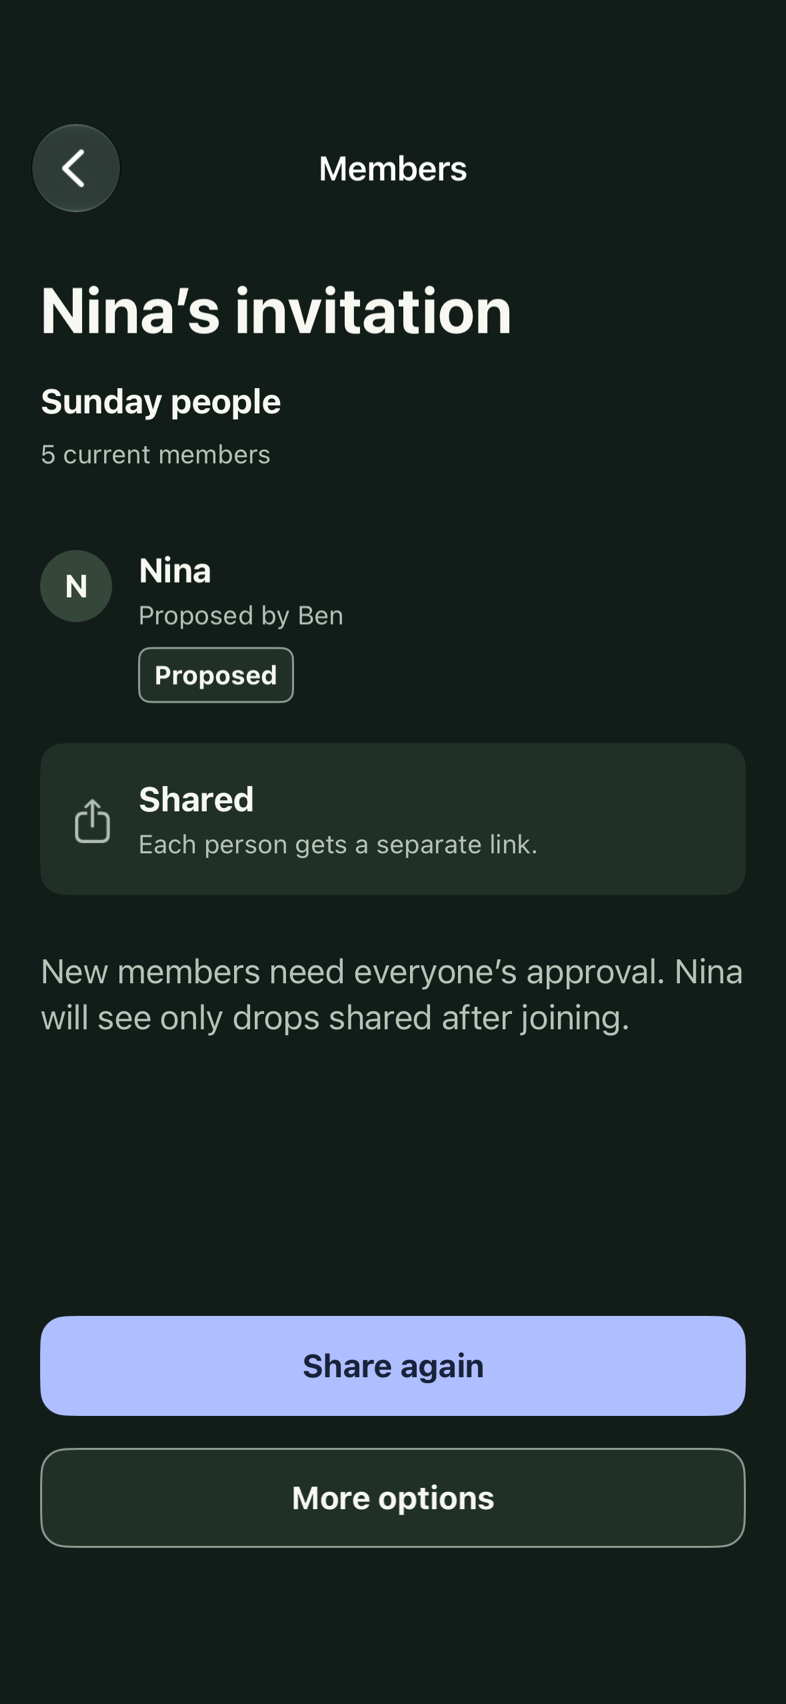 Members
Nina’s invitation
Sunday people
5 current members
N
Nina
Proposed by Ben
Proposed
Shared
Each person gets a separate link.
New members need everyone’s approval. Nina
will see only drops shared after joining.
Share again
More options